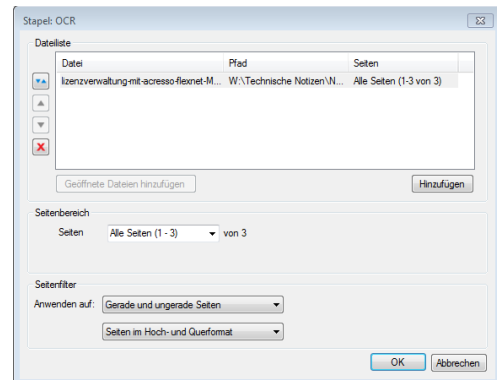 Stapel: OCR
Dateiliste
Datei Pfad Seiten
lizenzverwaltung-mit-acresso-flexnet-M... W:\Technische Notizen\N... Alle Seiten (1-3 von 3)
Geöffnete Dateien hinzufügen Hinzufügen
Seitenbereich
Seiten Alle Seiten (1 - 3) von 3
Seitenfilter
Anwenden auf: Gerade und ungerade Seiten
Seiten im Hoch- und Querformat
OK Abbrechen